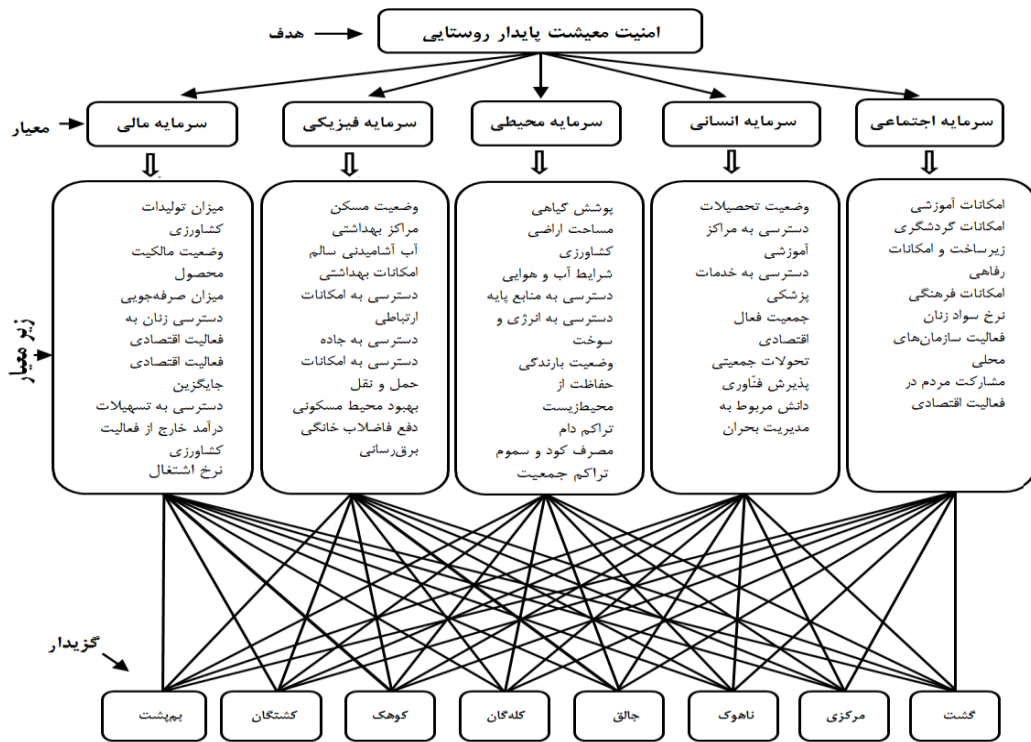 امنیت معیشت پایدار روستایی
هدف
سرمایه اجتماعی
سرمایه انسانی
سرمایه محیطی
سرمایه فیزیکی
سرمایه مالی
معیار
امکانات آموزشی
امکانات گردشگری
زیرساخت و امکانات
رفاهی
امکانات فرهنگی
نرخ سواد زنان
فعالیت سازمان‌های
محلی
مشارکت مردم در
فعالیت اقتصادی
وضعیت تحصیلات
دسترسی به مراکز
آموزشی
دسترسی به خدمات
پزشکی
جمعیت فعال
اقتصادی
تحولات جمعیتی
پذیرش فنّاوری
دانش مربوط به
مدیریت بحران
پوشش گیاهی
مساحت اراضی
کشاورزی
شرایط آب و هوایی
دسترسی به منابع پایه
دسترسی به انرژی و
سوخت
وضعیت بارندگی
حفاظت از
محیط‌زیست
تراکم دام
مصرف کود و سموم
تراکم جمعیت
وضعیت مسکن
مراکز بهداشتی
آب آشامیدنی سالم
امکانات بهداشتی
دسترسی به امکانات
ارتباطی
دسترسی به جاده
دسترسی به امکانات
حمل و نقل
بهبود محیط مسکونی
دفع فاضلاب خانگی
برق‌رسانی
میزان تولیدات
کشاورزی
وضعیت مالکیت
محصول
میزان صرفه‌جویی
دسترسی زنان به
فعالیت اقتصادی
فعالیت اقتصادی
جایگزین
دسترسی به تسهیلات
درآمد خارج از فعالیت
کشاورزی
نرخ اشتغال
زیر معیار
گزیدار
گشت
مرکزی
ناهوک
جالق
کله‌گان
کوهک
کشتگان
بم‌پشت